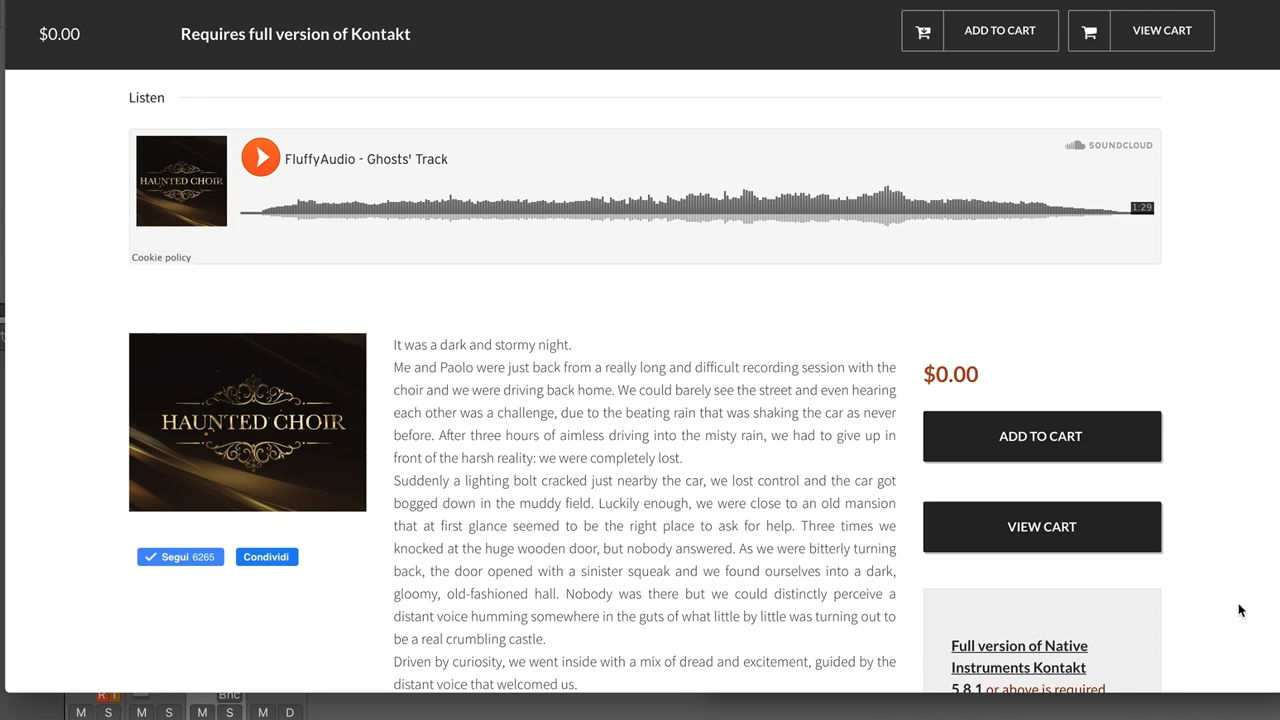 $0.00
Requires full version of Kontakt
ADD TO CART
VIEW CART
Listen
HAUNTED CHOIR
FluffyAudio - Ghosts' Track
SOUNDCLOUD
1:29
Cookie policy
HAUNTED CHOIR
Segui 6265
Condividi
It was a dark and stormy night.
Me and Paolo were just back from a really long and difficult recording session with the
choir and we were driving back home. We could barely see the street and even hearing
each other was a challenge, due to the beating rain that was shaking the car as never
before. After three hours of aimless driving into the misty rain, we had to give up in
front of the harsh reality: we were completely lost.
Suddenly a lighting bolt cracked just nearby the car, we lost control and the car got
bogged down in the muddy field. Luckily enough, we were close to an old mansion
that at first glance seemed to be the right place to ask for help. Three times we
knocked at the huge wooden door, but nobody answered. As we were bitterly turning
back, the door opened with a sinister squeak and we found ourselves into a dark,
gloomy, old-fashioned hall. Nobody was there but we could distinctly perceive a
distant voice humming somewhere in the guts of what little by little was turning out to
be a real crumbling castle.
Driven by curiosity, we went inside with a mix of dread and excitement, guided by the
distant voice that welcomed us.
$0.00
ADD TO CART
VIEW CART
Full version of Native
Instruments Kontakt
5.8.1 or above is required
R I
Bnc
M S M S M S M D